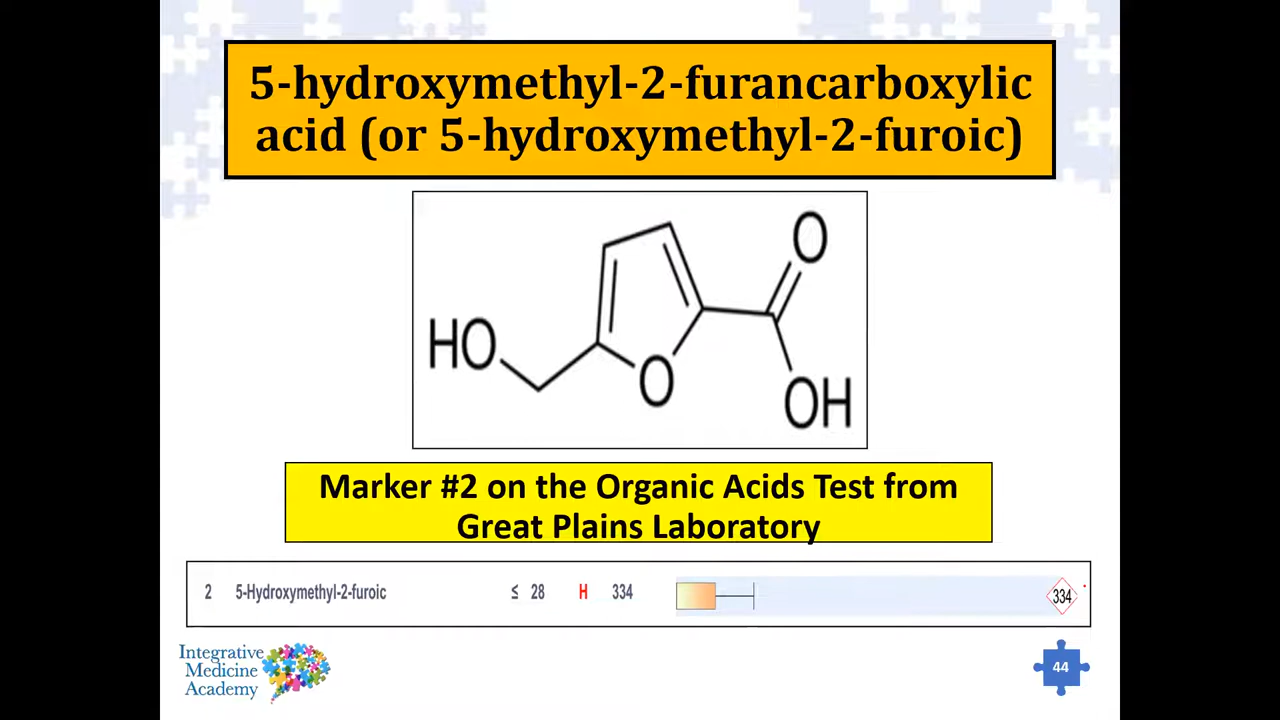 5-hydroxymethyl-2-furancarboxylic
acid (or 5-hydroxymethyl-2-furoic)
O
HO
O
OH
Marker #2 on the Organic Acids Test from
Great Plains Laboratory
2 5-Hydroxymethyl-2-furoic ≤ 28 H 334 334
Integrative
Medicine
Academy
44